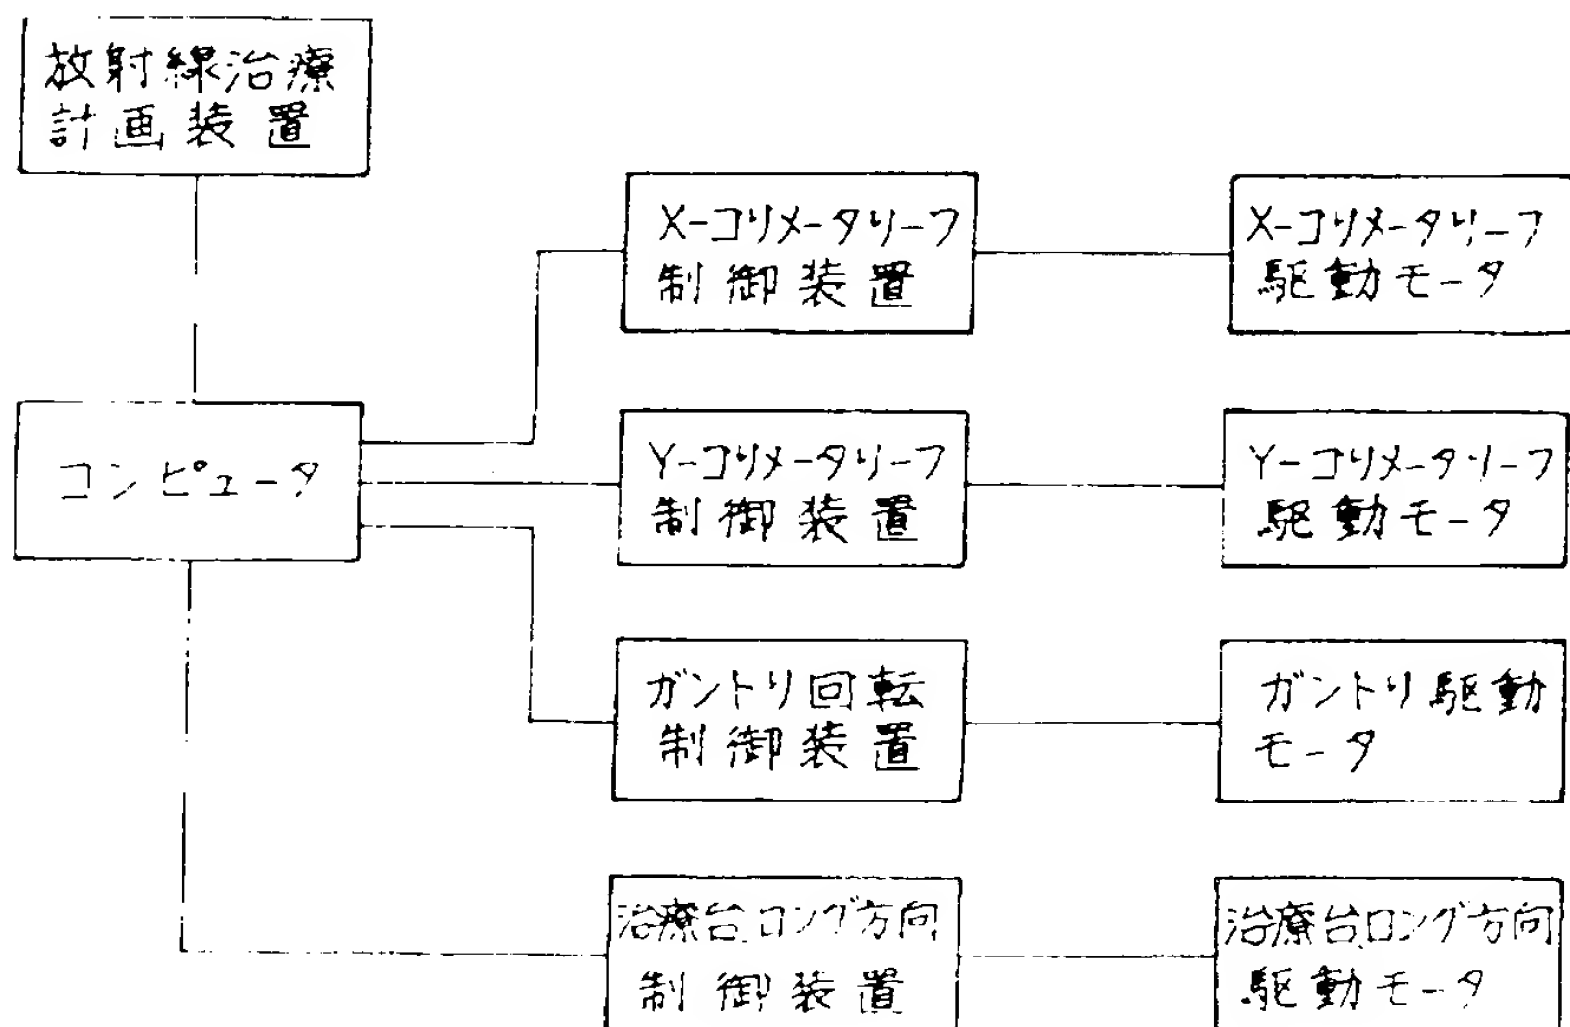 放射線治療
計画装置
X-コリメータリーフ
制御装置
X-コリメータリーフ
駆動モータ
コンピュータ
Y-コリメータリーフ
制御装置
Y-コリメータリーフ
駆動モータ
ガントリ回転
制御装置
ガントリ駆動
モータ
治療台ロング方向
制御装置
治療台ロング方向
駆動モータ